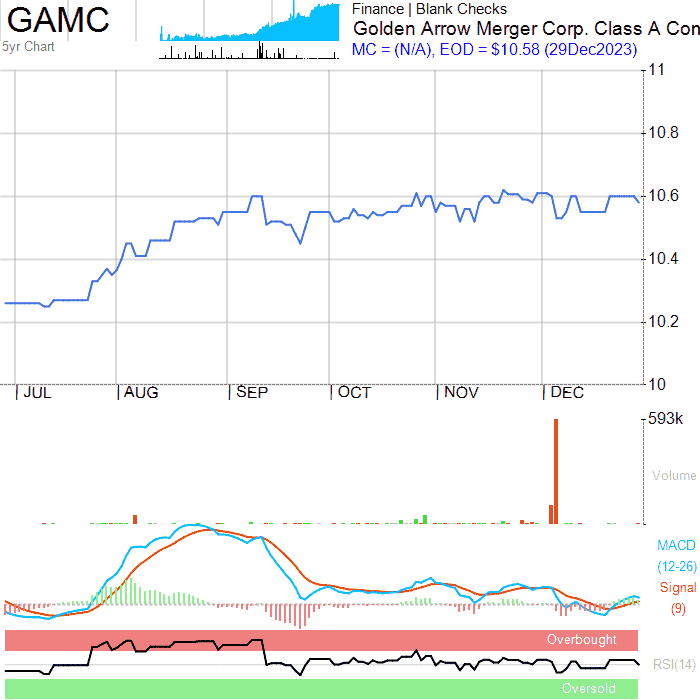 GAMC
5yr Chart
Finance | Blank Checks
Golden Arrow Merger Corp. Class A Con
MC = (N/A), EOD = $10.58 (29Dec2023)
11
10.8
10.6
10.4
10.2
10
JUL AUG SEP OCT NOV DEC
593k
Volume
MACD
(12-26)
Signal
(9)
Overbought
RSI(14)
Oversold